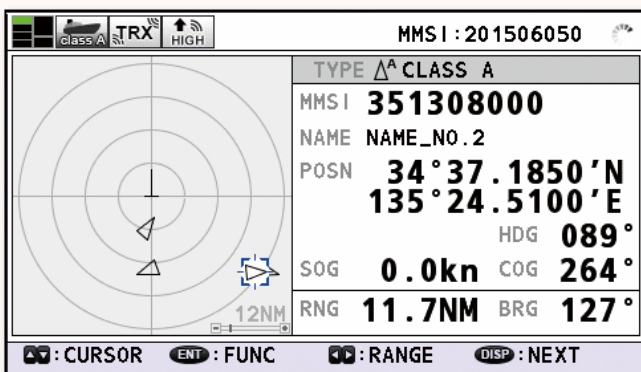 class A TRX HIGH MMSI:201506050
TYPE A CLASS A
MMSI 351308000
NAME NAME_NO.2
POSN 34°37.1850'N
135°24.5100'E
HDG 089°
SOG 0.0kn COG 264°
12NM RNG 11.7NM BRG 127°
:CURSOR ENT:FUNC :RANGE DISP:NEXT